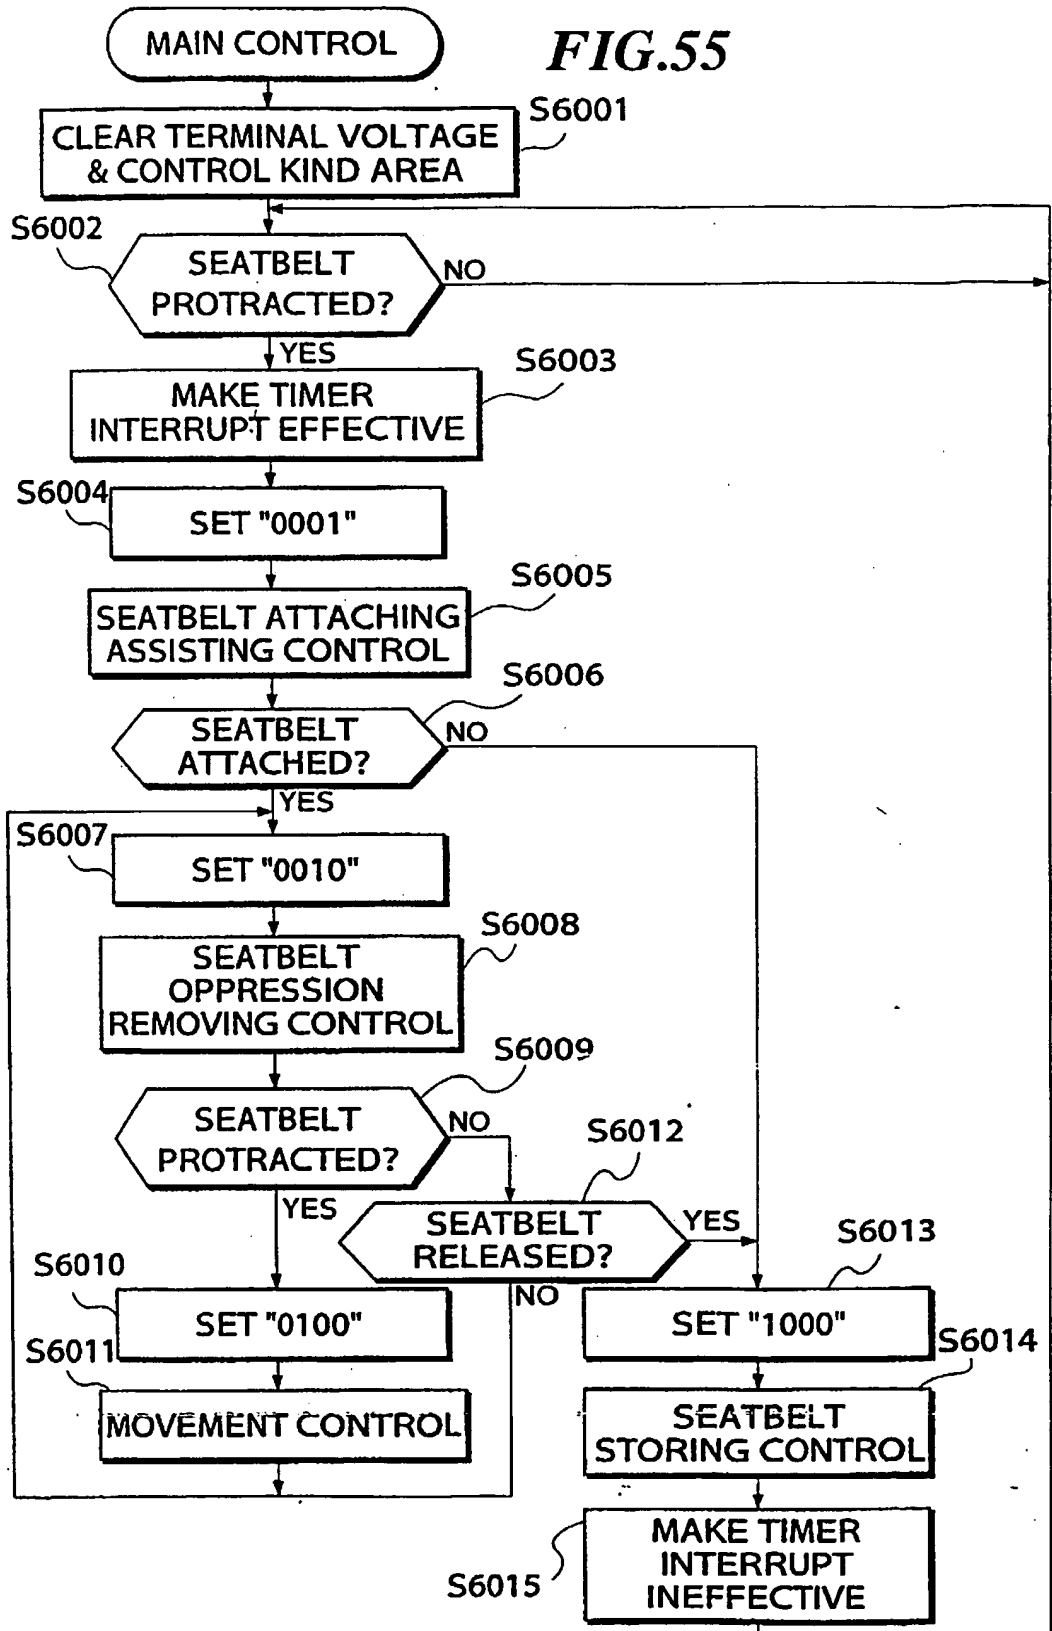 MAIN CONTROL
FIG.55
S6001
CLEAR TERMINAL VOLTAGE
& CONTROL KIND AREA
S6002
SEATBELT
PROTRACTED?
NO
YES
S6003
MAKE TIMER
INTERRUPT EFFECTIVE
S6004
SET "0001"
S6005
SEATBELT ATTACHING
ASSISTING CONTROL
S6006
SEATBELT
ATTACHED?
NO
YES
S6007
SET "0010"
S6008
SEATBELT
OPPRESSION
REMOVING CONTROL
S6009
SEATBELT
PROTRACTED?
NO
YES
S6012
SEATBELT
RELEASED?
YES
NO
S6010
SET "0100"
S6011
MOVEMENT CONTROL
S6013
SET "1000"
S6014
SEATBELT
STORING CONTROL
S6015
MAKE TIMER
INTERRUPT
INEFFECTIVE